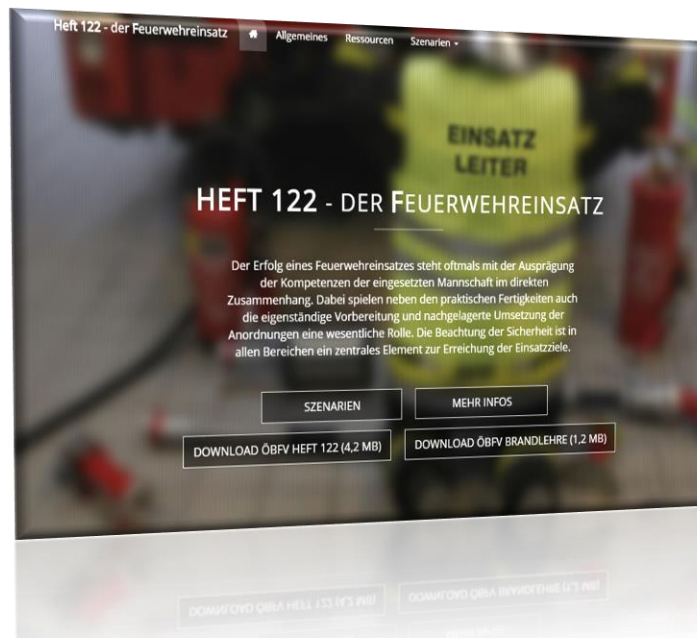 Heft 122 - der Feuerwehreinsatz Allgemeines Ressourcen Szenarien
EINSATZ
LEITER
HEFT 122 - DER FEUERWEHREINSATZ
Der Erfolg eines Feuerwehreinsatzes steht oftmals mit der Ausprägung
der Kompetenzen der eingesetzten Mannschaft im direkten
Zusammenhang. Dabei spielen neben den praktischen Fertigkeiten auch
die eigenständige Vorbereitung und nachgelagerte Umsetzung der
Anordnungen eine wesentliche Rolle. Die Beachtung der Sicherheit ist in
allen Bereichen ein zentrales Element zur Erreichung der Einsatzziele.
SZENARIEN MEHR INFOS
DOWNLOAD ÖBFV HEFT 122 (4,2 MB) DOWNLOAD ÖBFV BRANDLEHRE (1,2 MB)